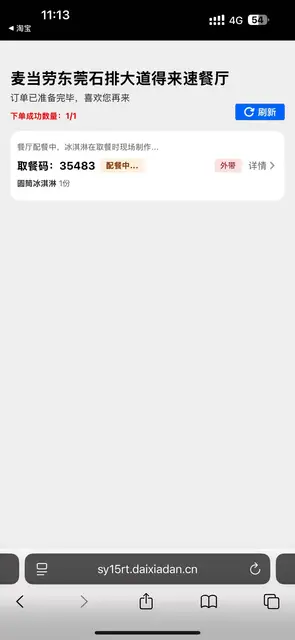 11:13
4G 54
◀ 淘宝
麦当劳东莞石排大道得来速餐厅
订单已准备完毕，喜欢您再来
下单成功数量：1/1
刷新
餐厅配餐中，冰淇淋在取餐时现场制作...
取餐码：35483 配餐中... 外带 详情
圆筒冰淇淋 1份
sy15rt.daixiadan.cn